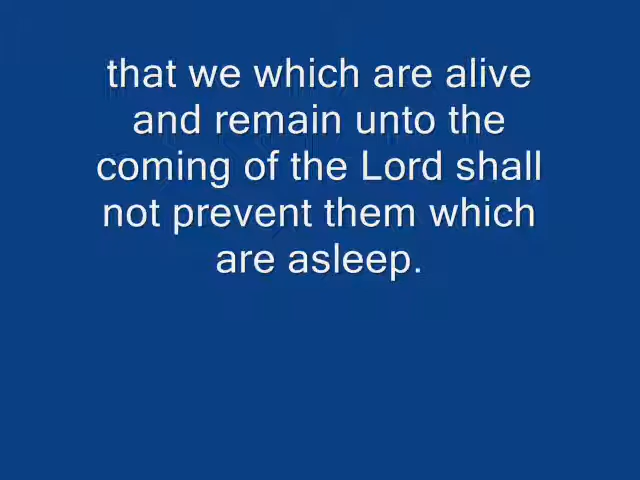 that we which are alive
and remain unto the
coming of the Lord shall
not prevent them which
are asleep.